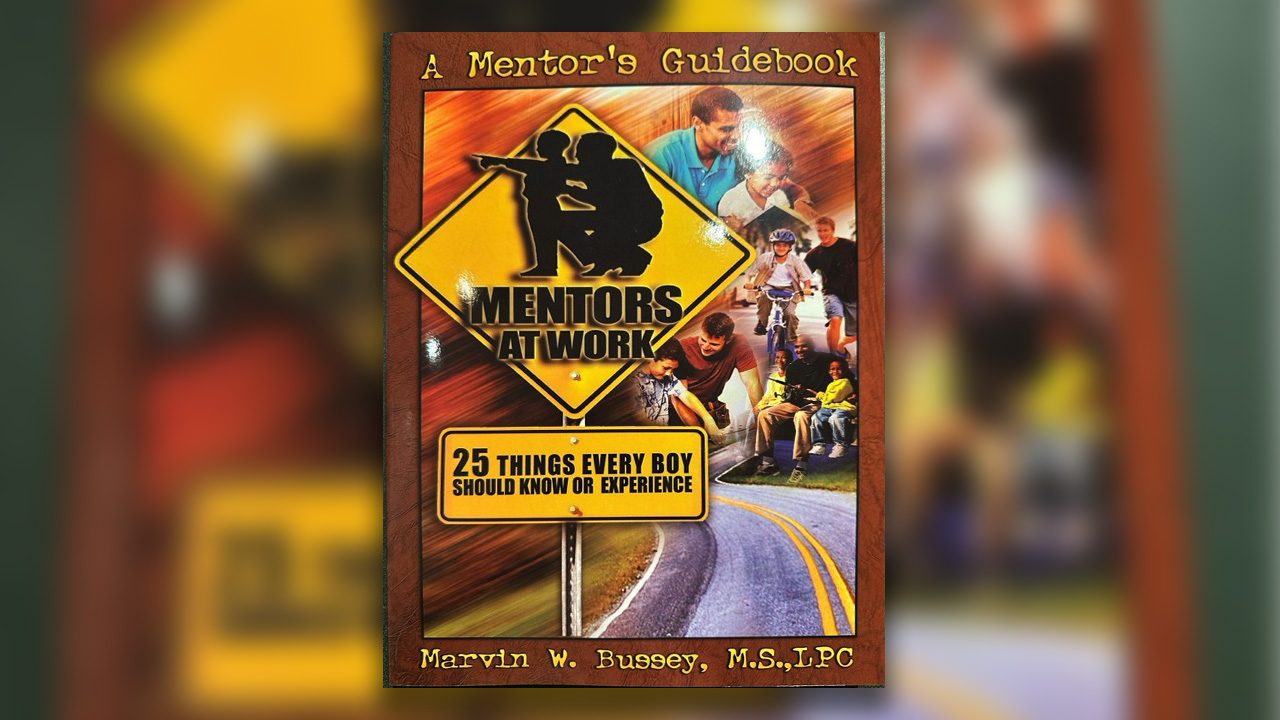 A Mentor's Guidebook
MENTORS
AT WORK
25 THINGS EVERY BOY
SHOULD KNOW OR EXPERIENCE
Marvin W. Bussey, M.S.,LPC